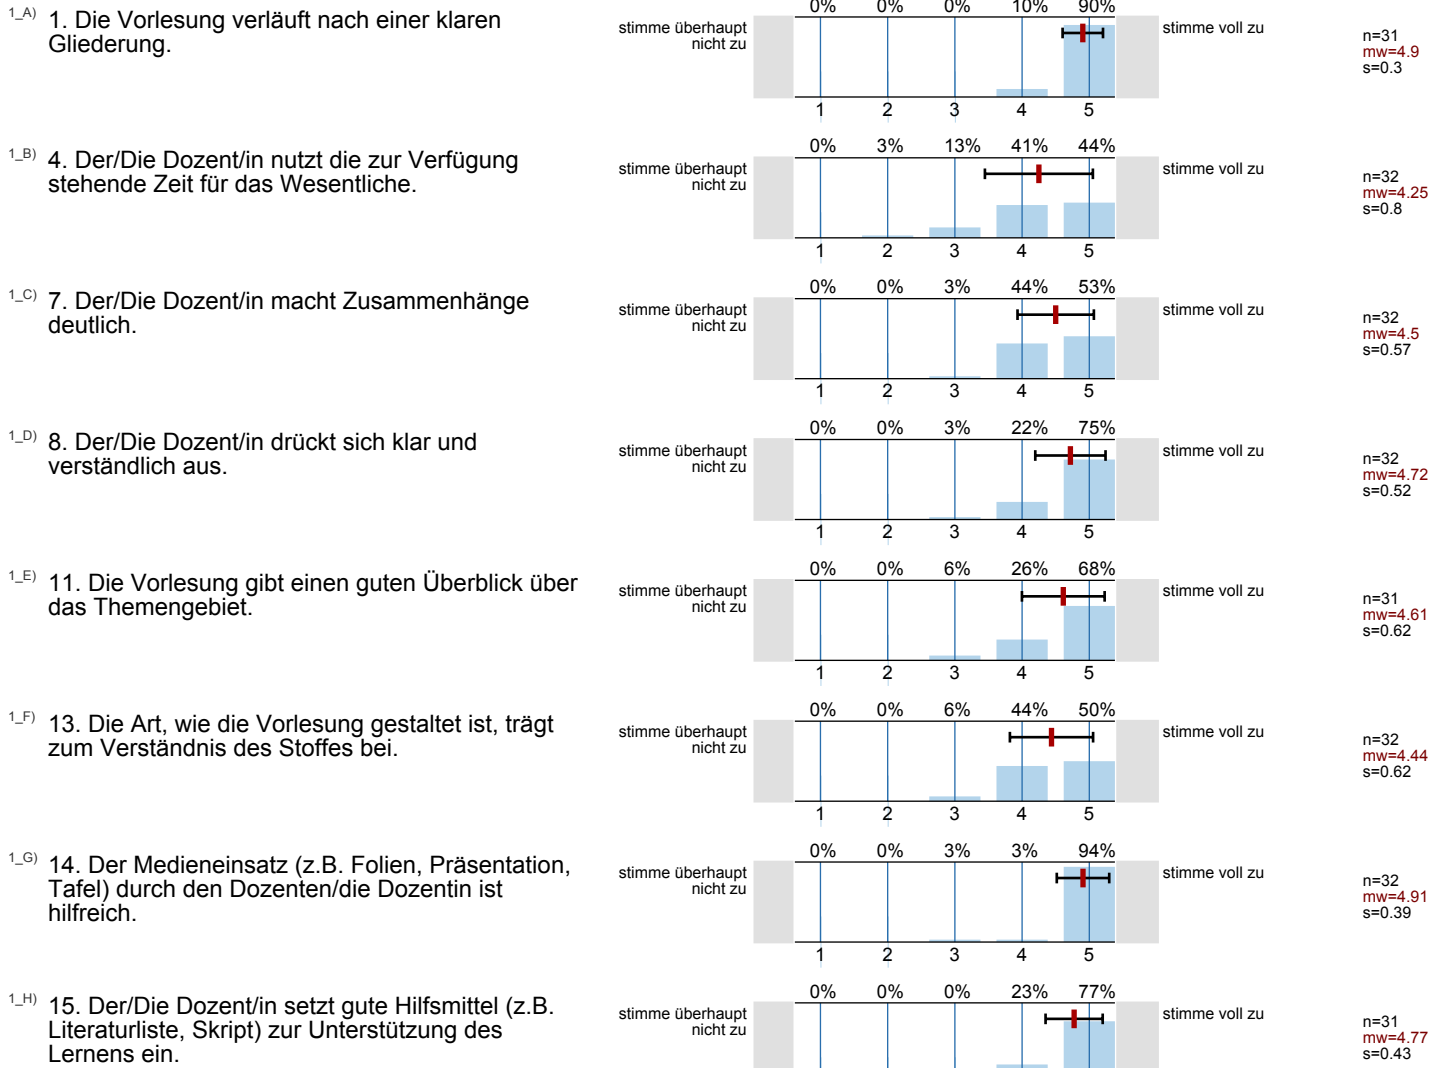 1_A) 1. Die Vorlesung verläuft nach einer klaren
Gliederung.
stimme überhaupt
nicht zu
0% 0% 0% 10% 90%
1 2 3 4 5
stimme voll zu
n=31
mw=4.9
s=0.3
1_B) 4. Der/Die Dozent/in nutzt die zur Verfügung
stehende Zeit für das Wesentliche.
stimme überhaupt
nicht zu
0% 3% 13% 41% 44%
1 2 3 4 5
stimme voll zu
n=32
mw=4.25
s=0.8
1_C) 7. Der/Die Dozent/in macht Zusammenhänge
deutlich.
stimme überhaupt
nicht zu
0% 0% 3% 44% 53%
1 2 3 4 5
stimme voll zu
n=32
mw=4.5
s=0.57
1_D) 8. Der/Die Dozent/in drückt sich klar und
verständlich aus.
stimme überhaupt
nicht zu
0% 0% 3% 22% 75%
1 2 3 4 5
stimme voll zu
n=32
mw=4.72
s=0.52
1_E) 11. Die Vorlesung gibt einen guten Überblick über
das Themengebiet.
stimme überhaupt
nicht zu
0% 0% 6% 26% 68%
1 2 3 4 5
stimme voll zu
n=31
mw=4.61
s=0.62
1_F) 13. Die Art, wie die Vorlesung gestaltet ist, trägt
zum Verständnis des Stoffes bei.
stimme überhaupt
nicht zu
0% 0% 6% 44% 50%
1 2 3 4 5
stimme voll zu
n=32
mw=4.44
s=0.62
1_G) 14. Der Medieneinsatz (z.B. Folien, Präsentation,
Tafel) durch den Dozenten/die Dozentin ist
hilfreich.
stimme überhaupt
nicht zu
0% 0% 3% 3% 94%
1 2 3 4 5
stimme voll zu
n=32
mw=4.91
s=0.39
1_H) 15. Der/Die Dozent/in setzt gute Hilfsmittel (z.B.
Literaturliste, Skript) zur Unterstützung des
Lernens ein.
stimme überhaupt
nicht zu
0% 0% 0% 23% 77%
stimme voll zu
n=31
mw=4.77
s=0.43